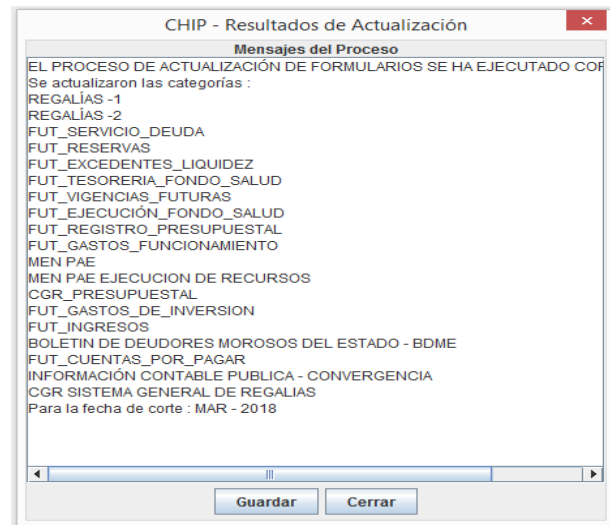 CHIP - Resultados de Actualización
Mensajes del Proceso
EL PROCESO DE ACTUALIZACIÓN DE FORMULARIOS SE HA EJECUTADO
Se actualizaron las categorías :
REGALÍAS -1
REGALÍAS -2
FUT_SERVICIO_DEUDA
FUT_RESERVAS
FUT_EXCEDENTES_LIQUIDEZ
FUT_TESORERIA_FONDO_SALUD
FUT_VIGENCIAS_FUTURAS
FUT_EJECUCIÓN_FONDO_SALUD
FUT_REGISTRO_PRESUPUESTAL
FUT_GASTOS_FUNCIONAMIENTO
MEN PAE
MEN PAE EJECUCION DE RECURSOS
CGR_PRESUPUESTAL
FUT_GASTOS_DE_INVERSION
FUT_INGRESOS
BOLETIN DE DEUDORES MOROSOS DEL ESTADO - BDME
FUT_CUENTAS_POR_PAGAR
INFORMACIÓN CONTABLE PUBLICA - CONVERGENCIA
CGR SISTEMA GENERAL DE REGALIAS
Para la fecha de corte : MAR - 2018
Guardar Cerrar